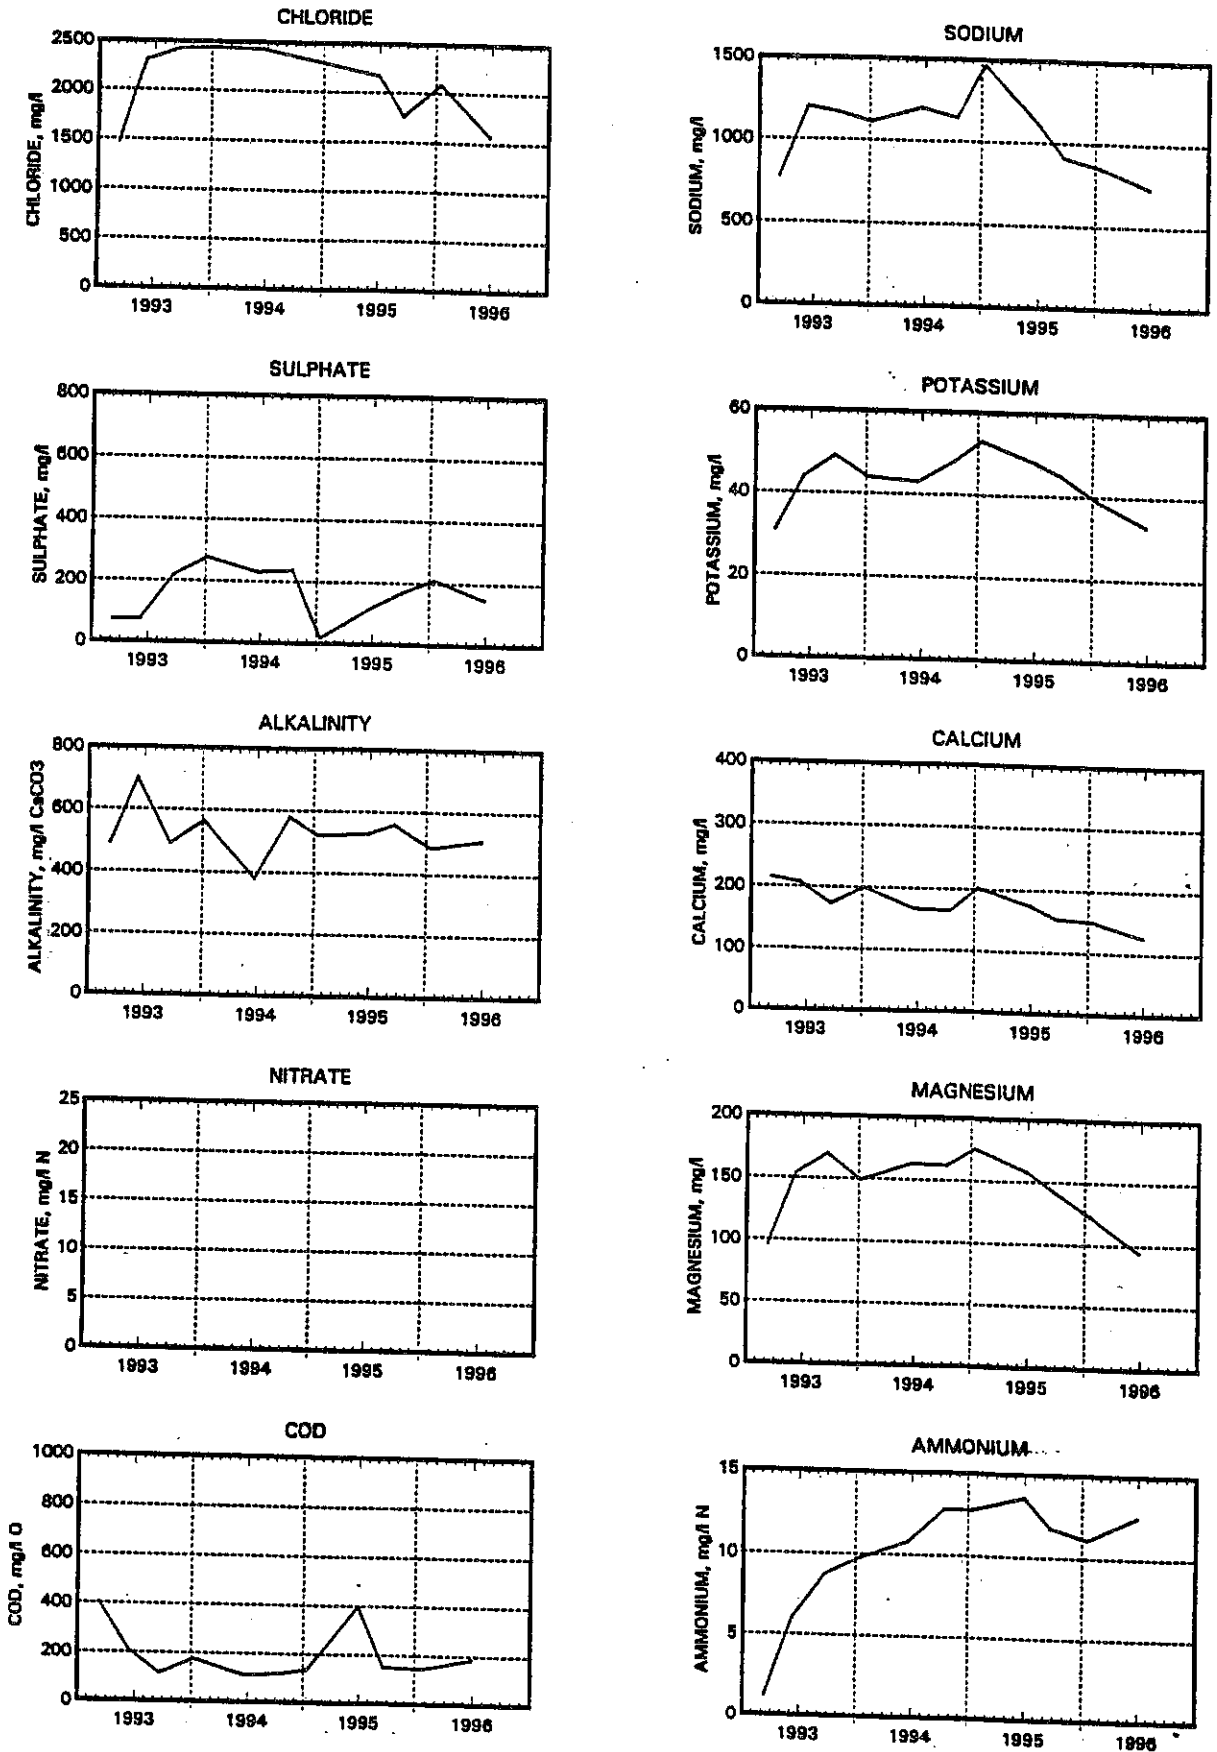 CHLORIDE
CHLORIDE, mg/l
2500
2000
1500
1000
500
0
1993 1994 1995 1996
SODIUM
SODIUM, mg/l
1500
1000
500
0
1993 1994 1995 1996
SULPHATE
SULPHATE, mg/l
800
600
400
200
0
1993 1994 1995 1996
POTASSIUM
POTASSIUM, mg/l
60
40
20
0
1993 1994 1995 1996
ALKALINITY
ALKALINITY, mg/l CaCO3
800
600
400
200
0
1993 1994 1995 1996
CALCIUM
CALCIUM, mg/l
400
300
200
100
0
1993 1994 1995 1996
NITRATE
NITRATE, mg/l N
25
20
15
10
5
0
1993 1994 1995 1996
MAGNESIUM
MAGNESIUM, mg/l
200
150
100
50
0
1993 1994 1995 1996
COD
COD, mg/l O
1000
800
600
400
200
0
1993 1994 1995 1996
AMMONIUM
AMMONIUM, mg/l N
15
10
5
0
1993 1994 1995 1996